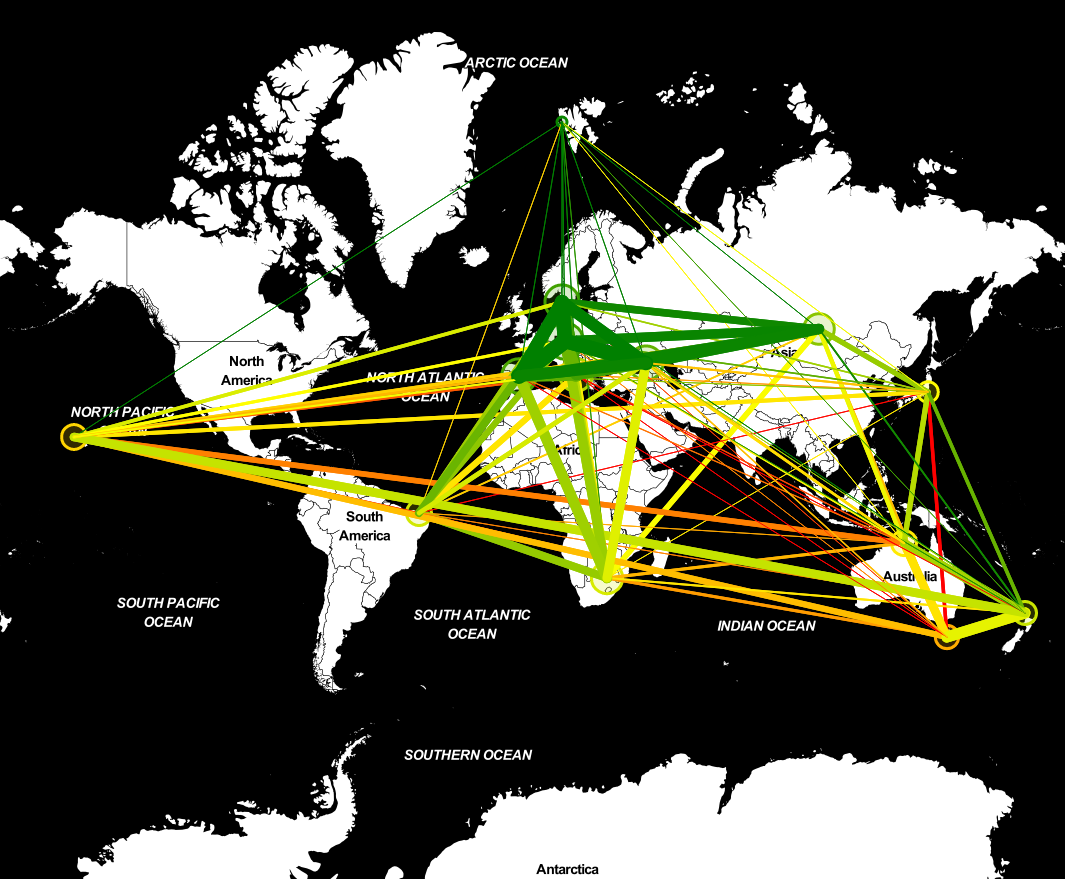 ARCTIC OCEAN
North
America
NORTH ATLANTIC
OCEAN
Asia
NORTH PACIFIC
Africa
South
America
Australia
SOUTH PACIFIC
OCEAN
SOUTH ATLANTIC
OCEAN
INDIAN OCEAN
SOUTHERN OCEAN
Antarctica